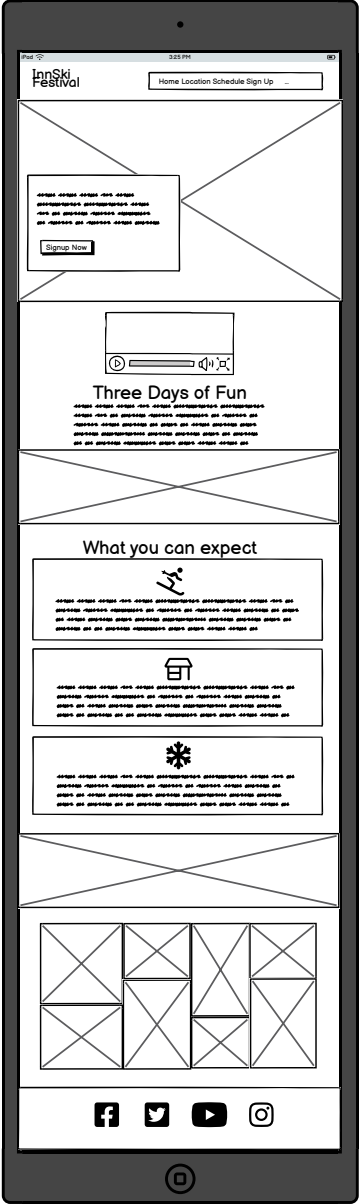 iPad 3:25 PM
InnSki
Festival
Home Location Schedule Sign Up
Signup Now
Three Days of Fun
What you can expect